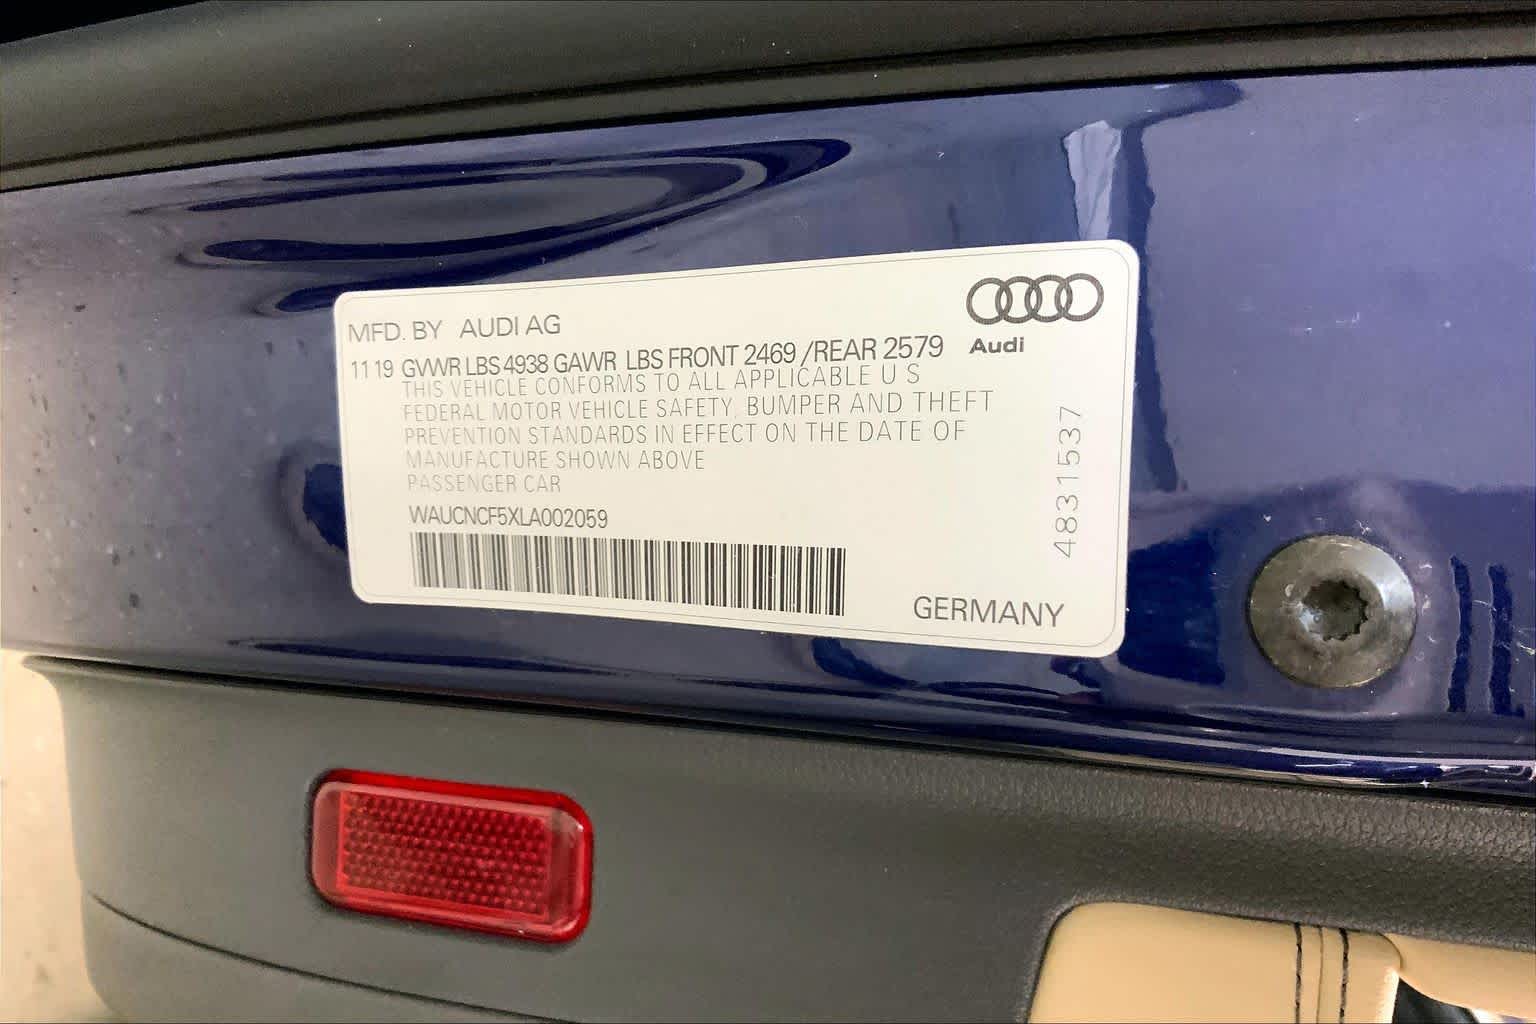 MFD. BY AUDI AG
11 19 GVWR LBS 4938 GAWR LBS FRONT 2469 /REAR 2579
THIS VEHICLE CONFORMS TO ALL APPLICABLE U S
FEDERAL MOTOR VEHICLE SAFETY, BUMPER AND THEFT
PREVENTION STANDARDS IN EFFECT ON THE DATE OF
MANUFACTURE SHOWN ABOVE
PASSENGER CAR
WAUCNCF5XLA002059
GERMANY
Audi
4831537